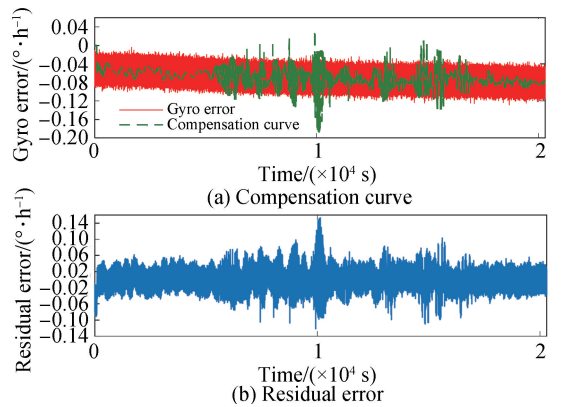 Gyro error/(°·h⁻¹)
0.04
0
−0.04
−0.08
−0.12
−0.16
−0.20
Gyro error
Compensation curve
0
1
2
Time/(×10⁴ s)
(a) Compensation curve
Residual error/(°·h⁻¹)
0.14
0.10
0.06
0.02
−0.02
−0.06
−0.10
−0.14
0
1
2
Time/(×10⁴ s)
(b) Residual error